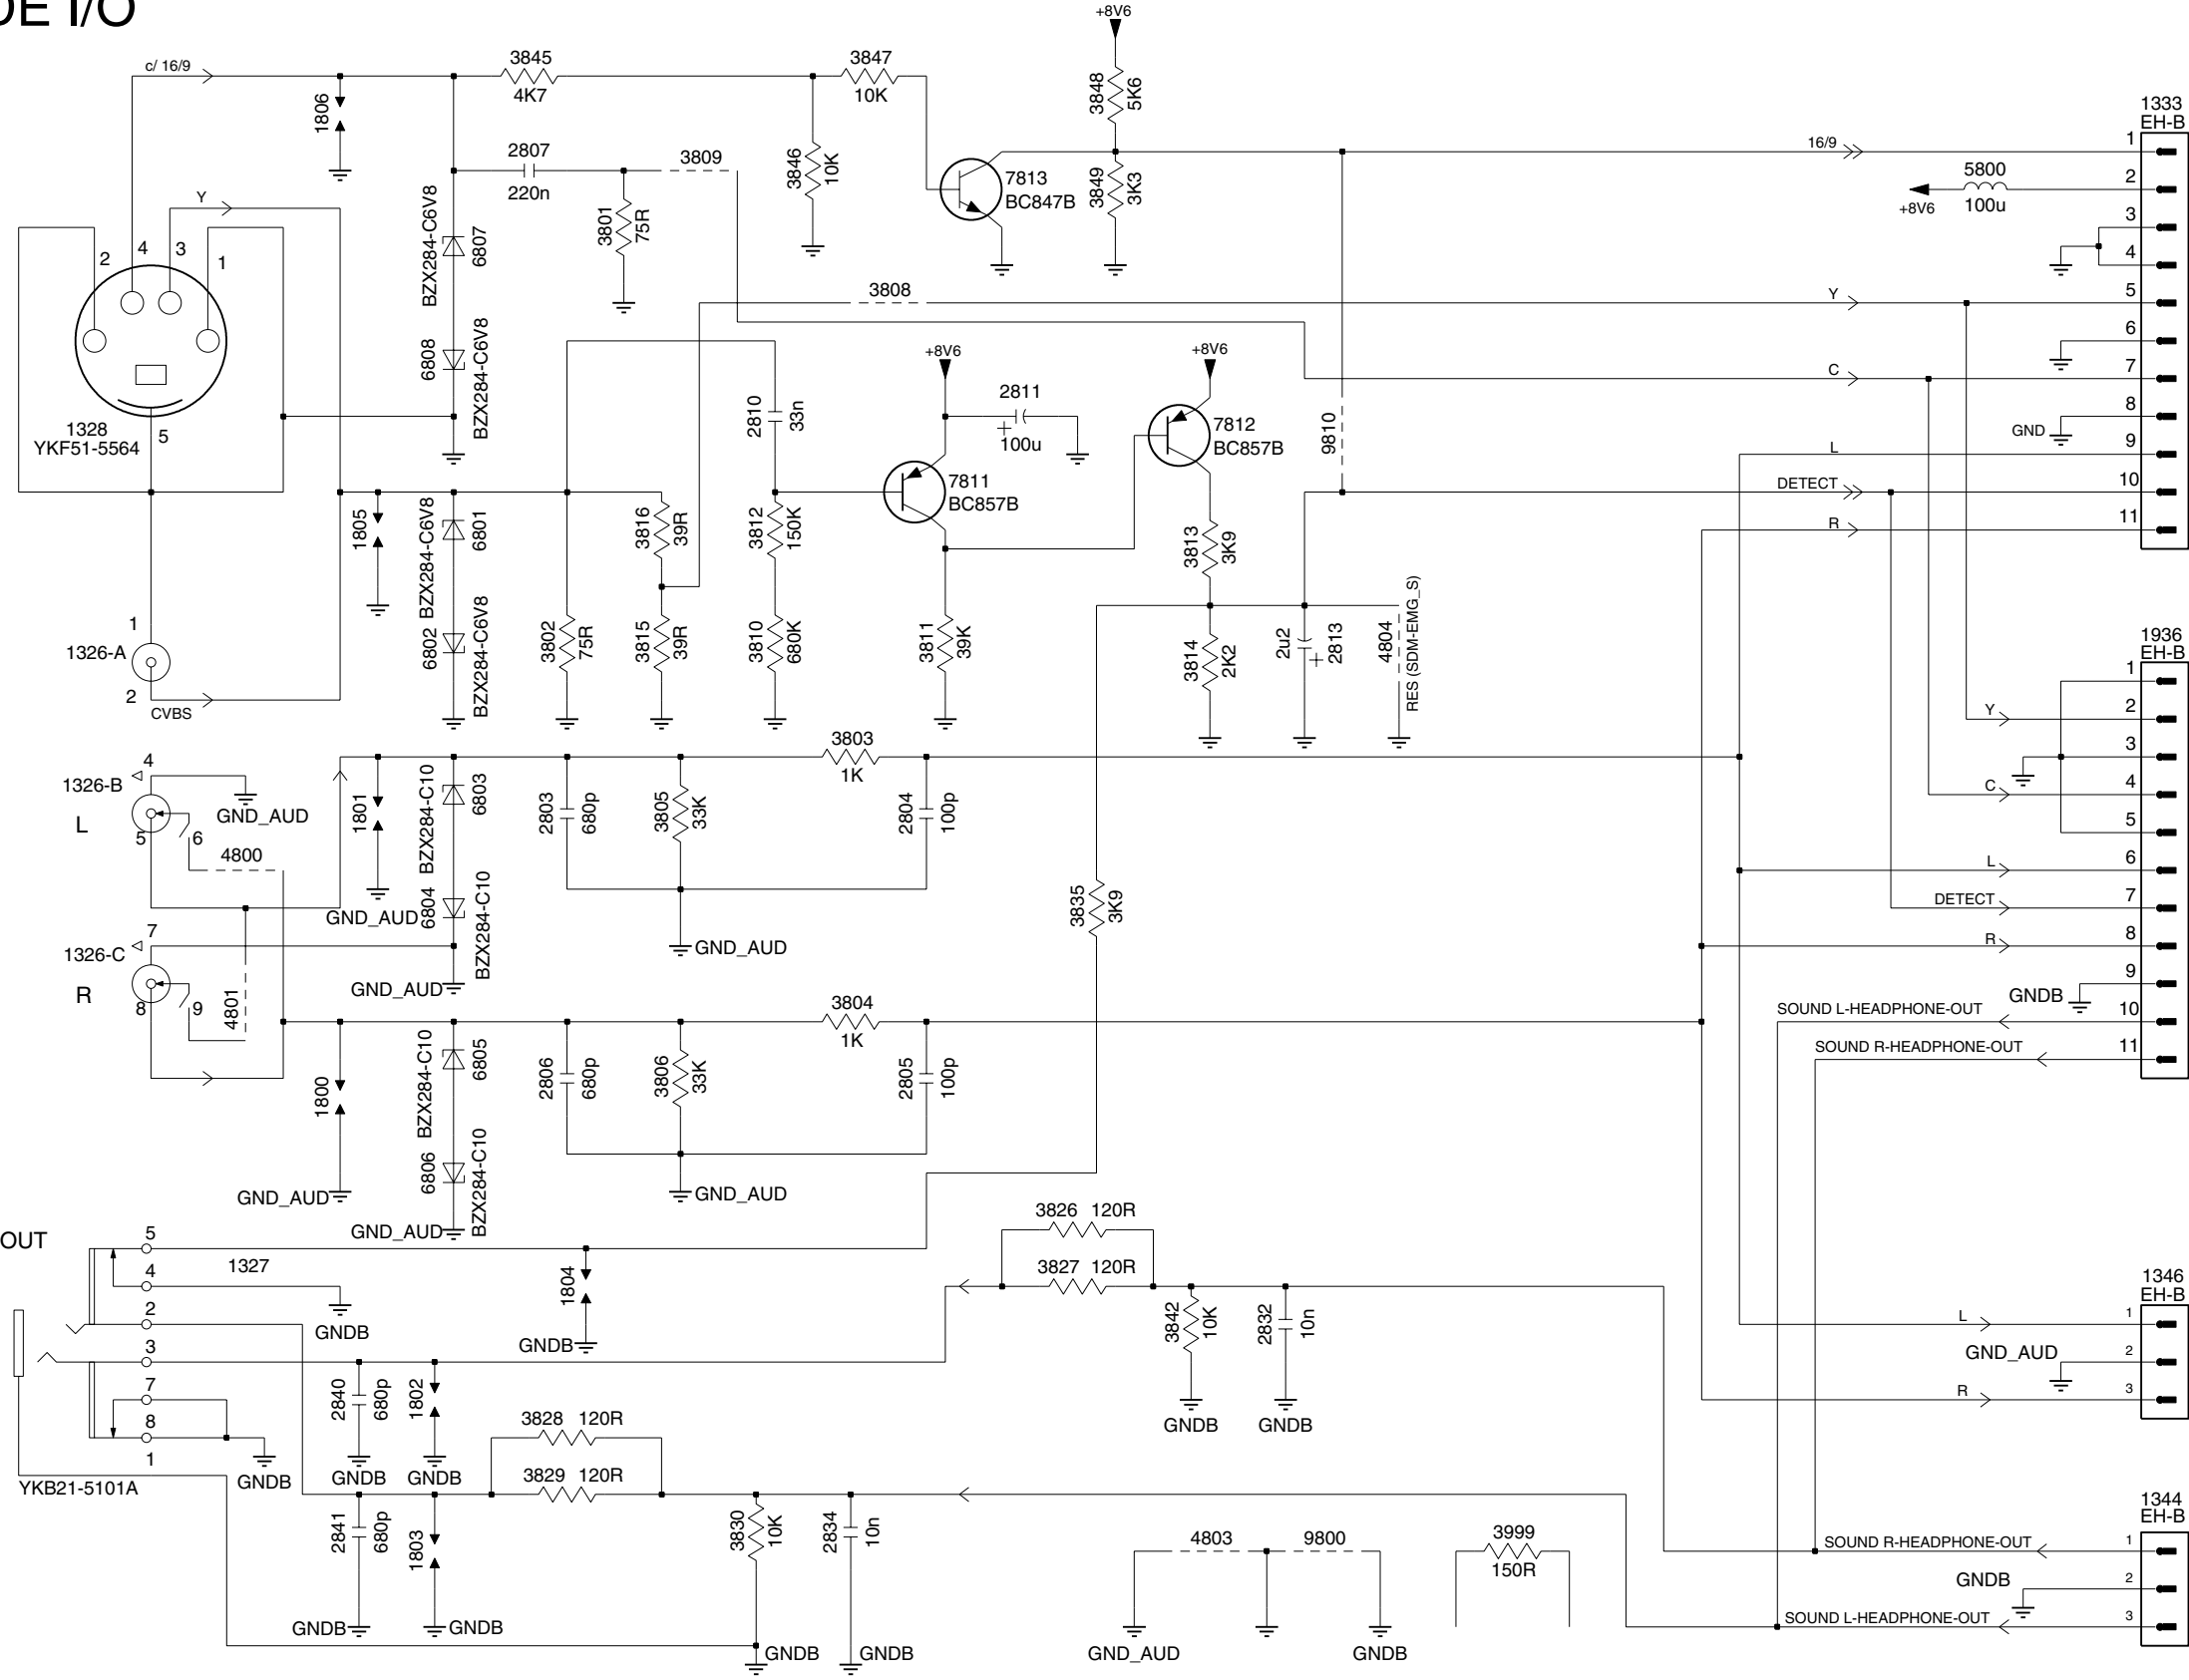 DE I/O
+8V6
c/ 16/9
3845
4K7
3847
10K
1806
3848
5K6
1333
EH-B
2807
220n
3809
3846
10K
16/9
1
7813
BC847B
3849
3K3
5800
100u
+8V6
2
3
4
Y
BZX284-C6V8
6807
3801
75R
2
4
3
1
3808
Y
5
6
6808
BZX284-C6V8
+8V6
+8V6
C
7
2810
33n
2811
100u
7812
BC857B
9810
8
GND
1328
YKF51-5564
5
L
9
7811
BC857B
DETECT
10
R
11
1805
BZX284-C6V8
6801
3816
39R
3812
150K
3813
3K9
1
1326-A
2
CVBS
6802
BZX284-C6V8
3802
75R
3815
39R
3810
680K
3811
39K
3814
2K2
2u2
2813
4804
RES (SDM-EMG_S)
1936
EH-B
1
Y
2
3
C
4
5
L
6
DETECT
7
R
8
9
GNDB
SOUND L-HEADPHONE-OUT
10
SOUND R-HEADPHONE-OUT
11
4
1326-B
L
GND_AUD
5
6
4800
1801
BZX284-C10
6803
2803
680p
3805
33K
3803
1K
2804
100p
GND_AUD
6804
BZX284-C10
GND_AUD
3835
3K9
7
1326-C
R
8
9
4801
GND_AUD
3804
1K
1800
BZX284-C10
6805
2806
680p
3806
33K
2805
100p
GND_AUD
6806
BZX284-C10
GND_AUD
GND_AUD
OUT
5
4
1327
2
GNDB
3
7
8
1
YKB21-5101A
GNDB
1804
GNDB
3826 120R
3827 120R
3842
10K
2832
10n
GNDB
GNDB
2840
680p
1802
GNDB
GNDB
3828 120R
3829 120R
2841
680p
1803
GNDB
GNDB
3830
10K
2834
10n
GNDB
GNDB
4803
9800
GND_AUD
GNDB
3999
150R
1346
EH-B
L
1
GND_AUD
2
R
3
1344
EH-B
SOUND R-HEADPHONE-OUT
1
GNDB
2
SOUND L-HEADPHONE-OUT
3